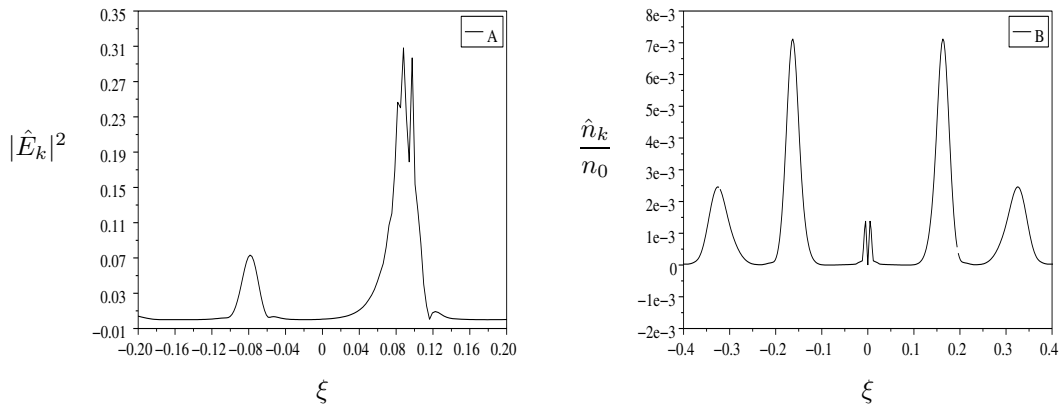 A
|Ê_k|^2
0.35
0.31
0.27
0.23
0.19
0.15
0.11
0.07
0.03
−0.01
−0.20 −0.16 −0.12 −0.08 −0.04 0 0.04 0.08 0.12 0.16 0.20
ξ
B
n̂_k
n_0
8e−3
7e−3
6e−3
5e−3
4e−3
3e−3
2e−3
1e−3
0
−1e−3
−2e−3
−0.4 −0.3 −0.2 −0.1 0 0.1 0.2 0.3 0.4
ξ